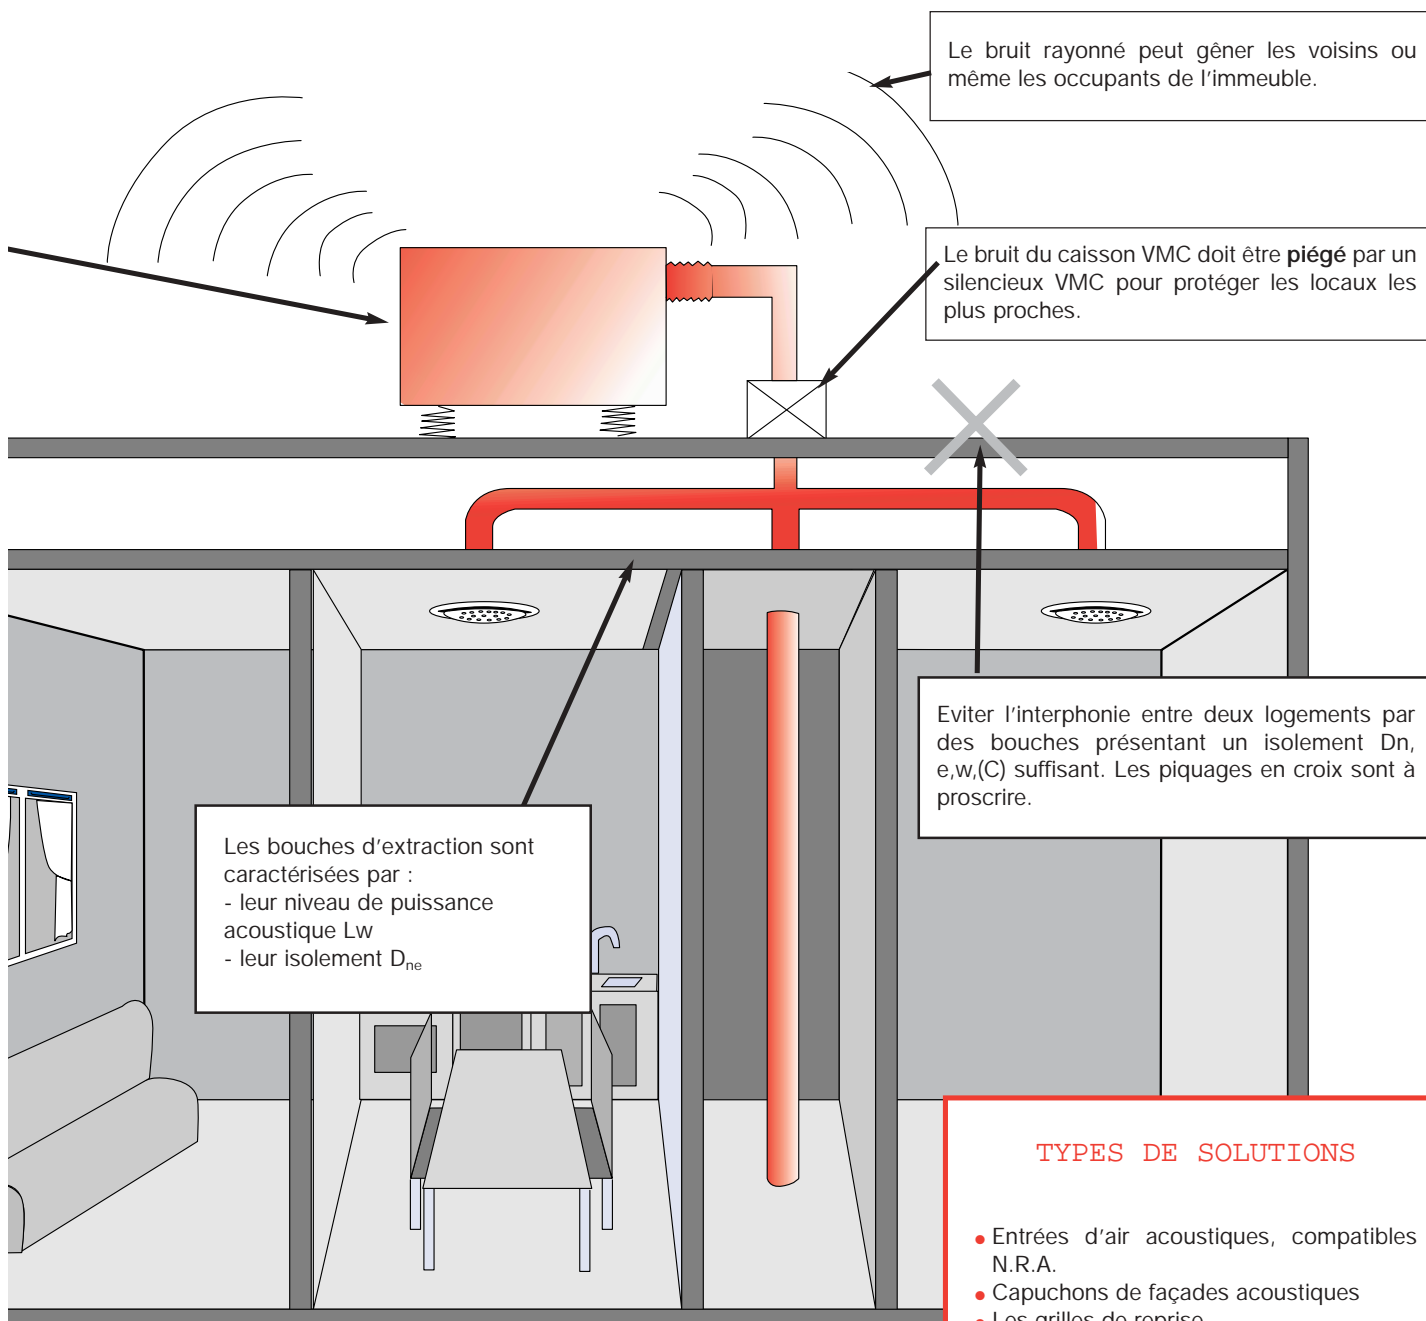 Le bruit rayonné peut gêner les voisins ou
même les occupants de l'immeuble.
Le bruit du caisson VMC doit être piégé par un
silencieux VMC pour protéger les locaux les
plus proches.
Eviter l'interphonie entre deux logements par
des bouches présentant un isolement Dn,
e,w,(C) suffisant. Les piquages en croix sont à
proscrire.
Les bouches d'extraction sont
caractérisées par :
- leur niveau de puissance
acoustique Lw
- leur isolement Dne
TYPES DE SOLUTIONS
• Entrées d'air acoustiques, compatibles
N.R.A.
• Capuchons de façades acoustiques
• Les grilles de reprise